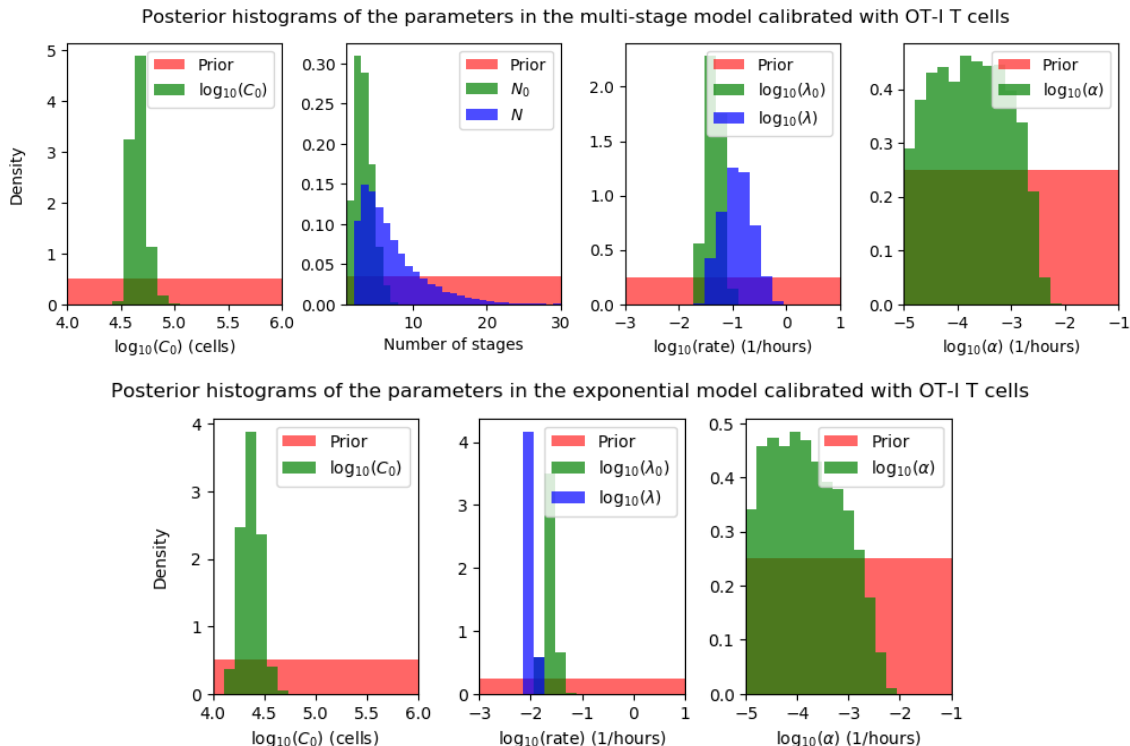 Posterior histograms of the parameters in the multi-stage model calibrated with OT-I T cells
Density
5
4
3
2
1
0
Prior
log₁₀(C₀)
4.0 4.5 5.0 5.5 6.0
log₁₀(C₀) (cells)
0.30
0.25
0.20
0.15
0.10
0.05
0.00
Prior
N₀
N
10 20 30
Number of stages
2.0
1.5
1.0
0.5
0.0
Prior
log₁₀(λ₀)
log₁₀(λ)
−3 −2 −1 0 1
log₁₀(rate) (1/hours)
0.4
0.3
0.2
0.1
0.0
Prior
log₁₀(α)
−5 −4 −3 −2 −1
log₁₀(α) (1/hours)
Posterior histograms of the parameters in the exponential model calibrated with OT-I T cells
Density
4
3
2
1
0
Prior
log₁₀(C₀)
4.0 4.5 5.0 5.5 6.0
log₁₀(C₀) (cells)
4
3
2
1
0
Prior
log₁₀(λ₀)
log₁₀(λ)
−3 −2 −1 0 1
log₁₀(rate) (1/hours)
0.5
0.4
0.3
0.2
0.1
0.0
Prior
log₁₀(α)
−5 −4 −3 −2 −1
log₁₀(α) (1/hours)